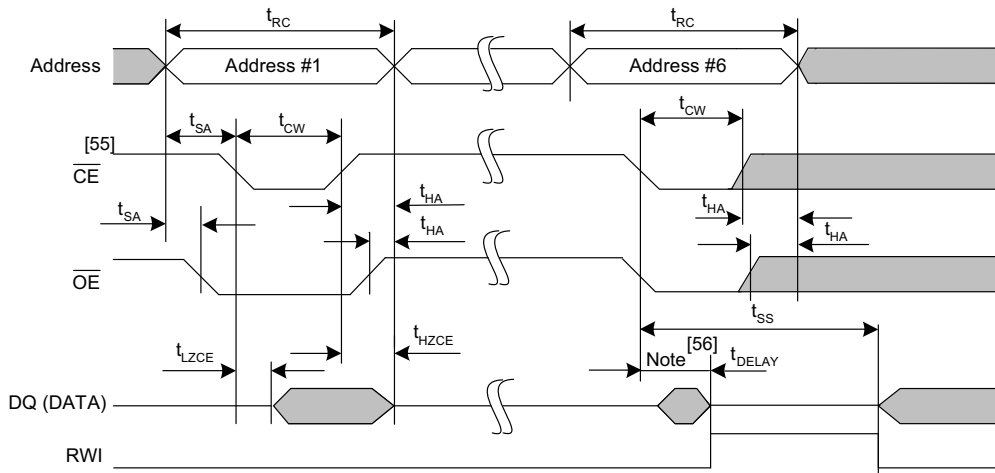 tRC tRC
Address Address #1 Address #6
tSA tCW tCW
[55]
CE
tHA tHA
tSA tHA tHA
OE
tSS
tLZCE tHZCE Note [56] tDELAY
DQ (DATA)
RWI